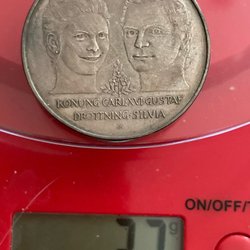 KONUNG CARL XVI GUSTAF
DROTTNING SILVIA
ON/OFF/T
g